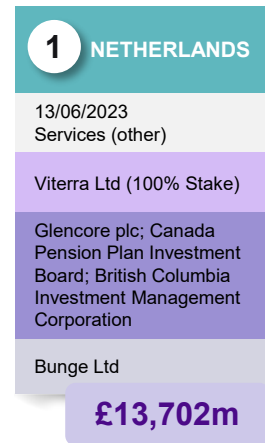 1 NETHERLANDS
13/06/2023
Services (other)
Viterra Ltd (100% Stake)
Glencore plc; Canada
Pension Plan Investment
Board; British Columbia
Investment Management
Corporation
Bunge Ltd
£13,702m